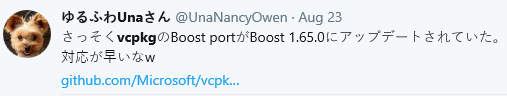 ゆるふわUnaさん @UnaNancyOwen · Aug 23
さっそくvcpkgのBoost portがBoost 1.65.0にアップデートされていた。
対応が早いなw
github.com/Microsoft/vcpk...